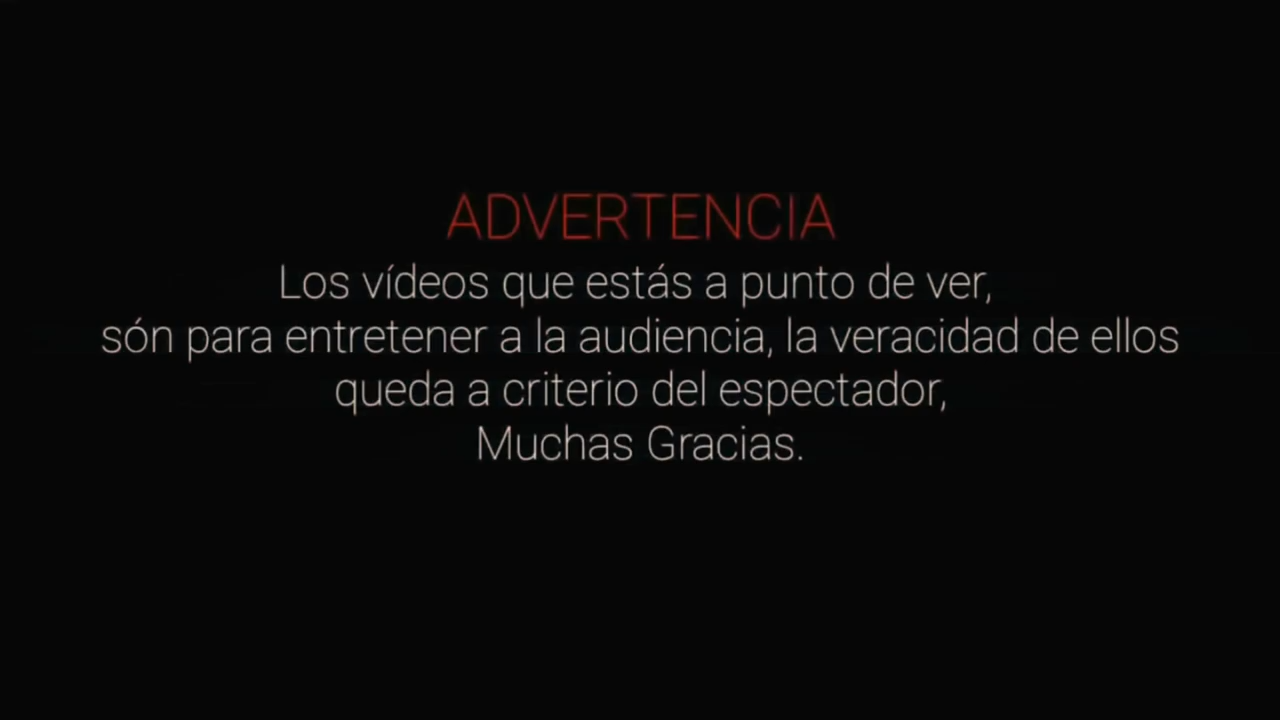 ADVERTENCIA
Los vídeos que estás a punto de ver,
són para entretener a la audiencia, la veracidad de ellos
queda a criterio del espectador,
Muchas Gracias.